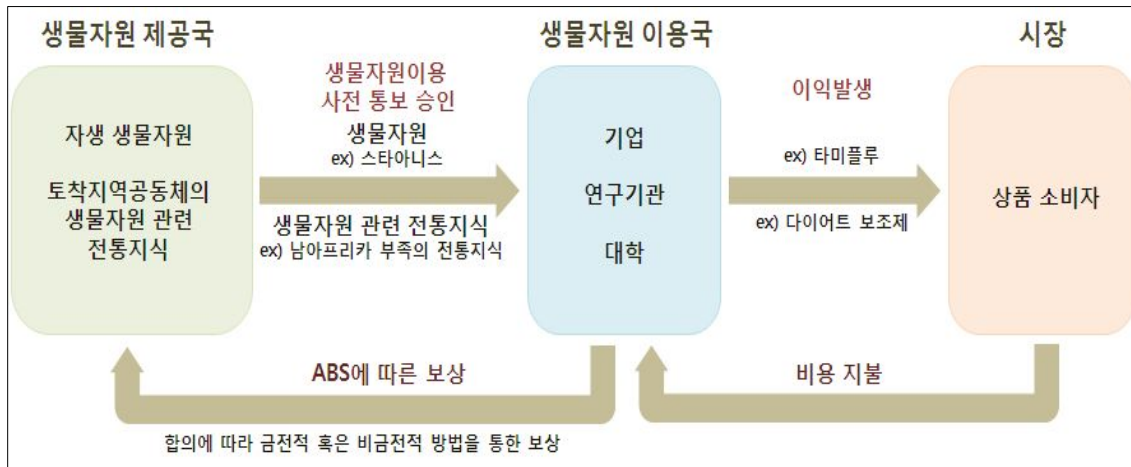 생물자원 제공국
생물자원 이용국
시장
자생 생물자원
토착지역공동체의
생물자원 관련
전통지식
생물자원이용
사전 통보 승인
생물자원
ex) 스타아니스
생물자원 관련 전통지식
ex) 남아프리카 부족의 전통지식
기업
연구기관
대학
이익발생
ex) 타미플루
ex) 다이어트 보조제
상품 소비자
ABS에 따른 보상
합의에 따라 금전적 혹은 비금전적 방법을 통한 보상
비용 지불